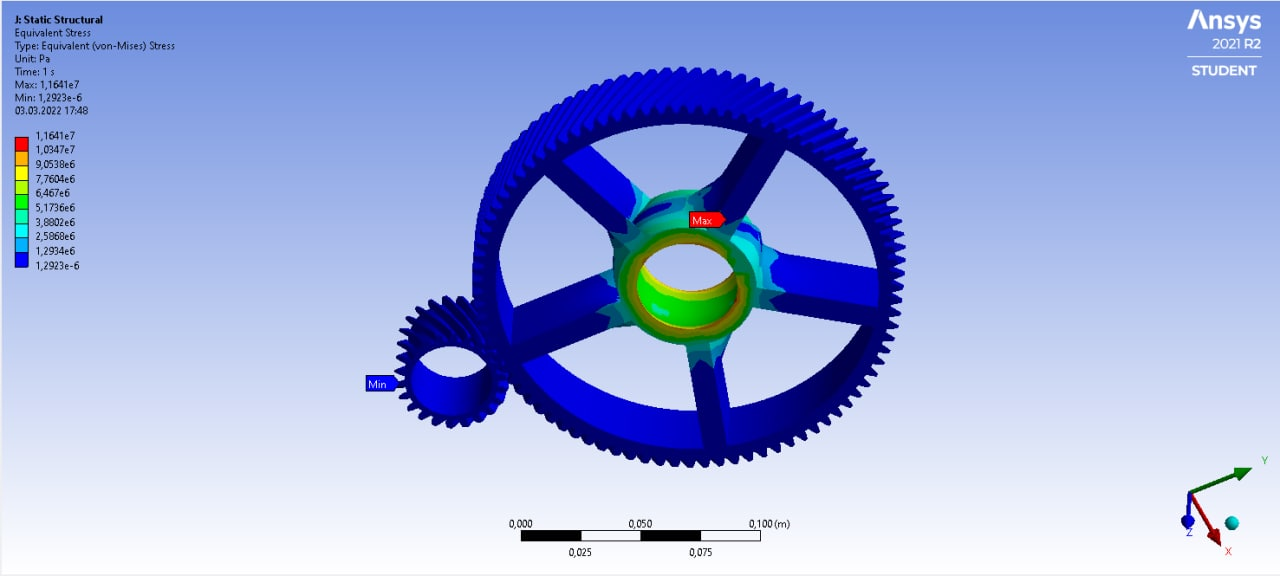 J: Static Structural
Equivalent Stress
Type: Equivalent (von-Mises) Stress
Unit: Pa
Time: 1 s
Max: 1,1641e7
Min: 1,2923e-6
03.03.2022 17:48
1,1641e7
1,0347e7
9,0538e6
7,7604e6
6,467e6
5,1736e6
3,8802e6
2,5868e6
1,2934e6
1,2923e-6
Ansys
2021 R2
STUDENT
Max
Min
0,000
0,050
0,100 (m)
0,025
0,075
Y
Z
X